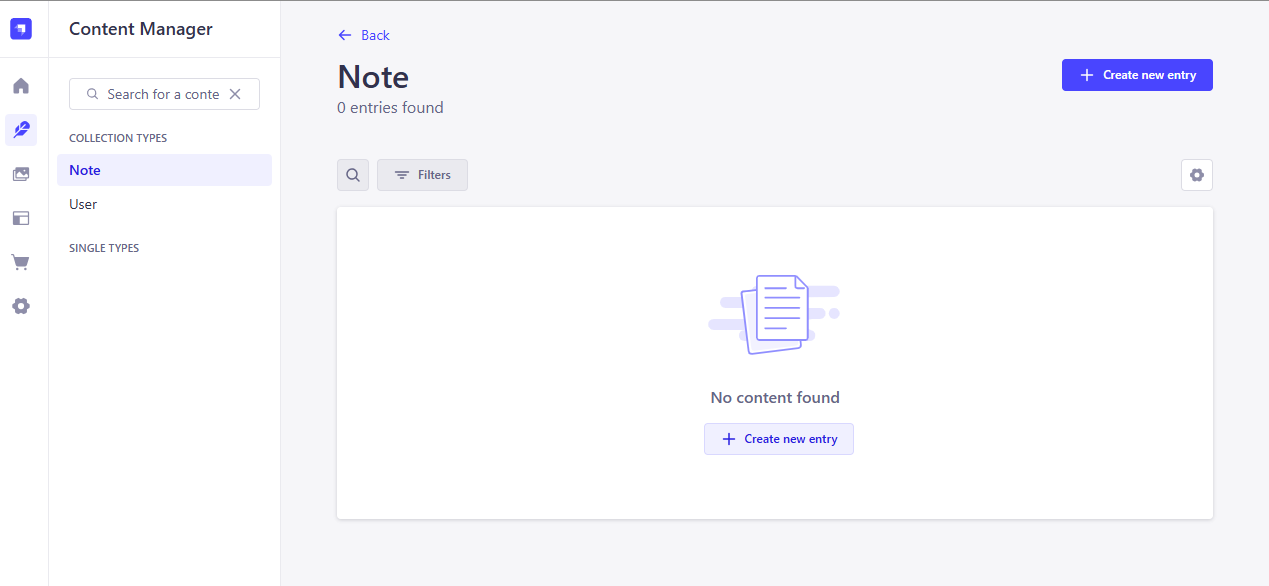 Content Manager
Search for a conte
COLLECTION TYPES
Note
User
SINGLE TYPES
Back
Note
0 entries found
Create new entry
Filters
No content found
Create new entry